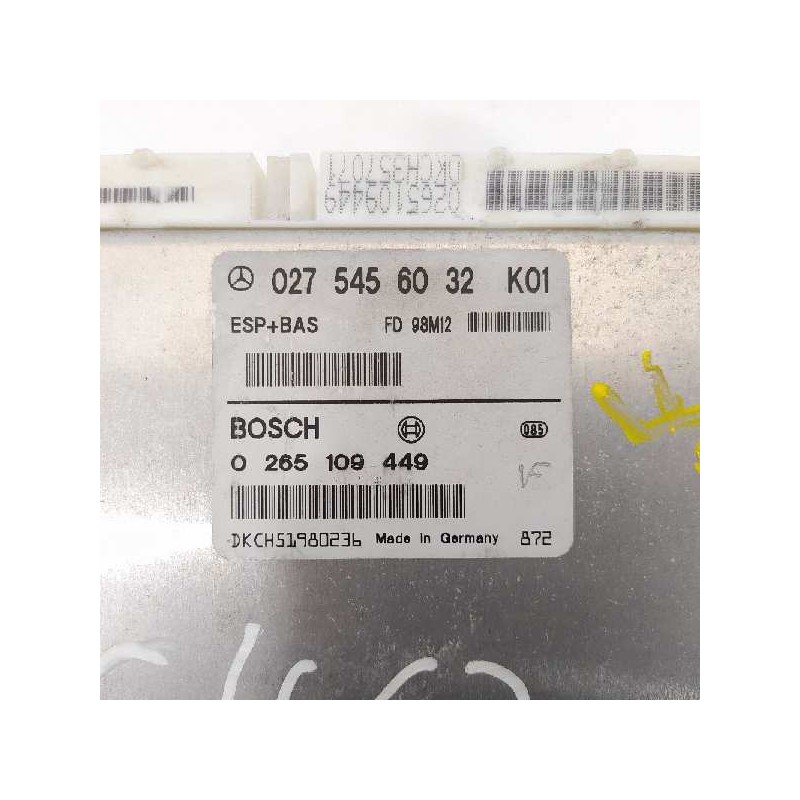 DKCH357071
0265109449
027 545 60 32 K01
ESP+BAS FD 98M12
BOSCH 085
0 265 109 449
DKCH51980236 Made in Germany 872